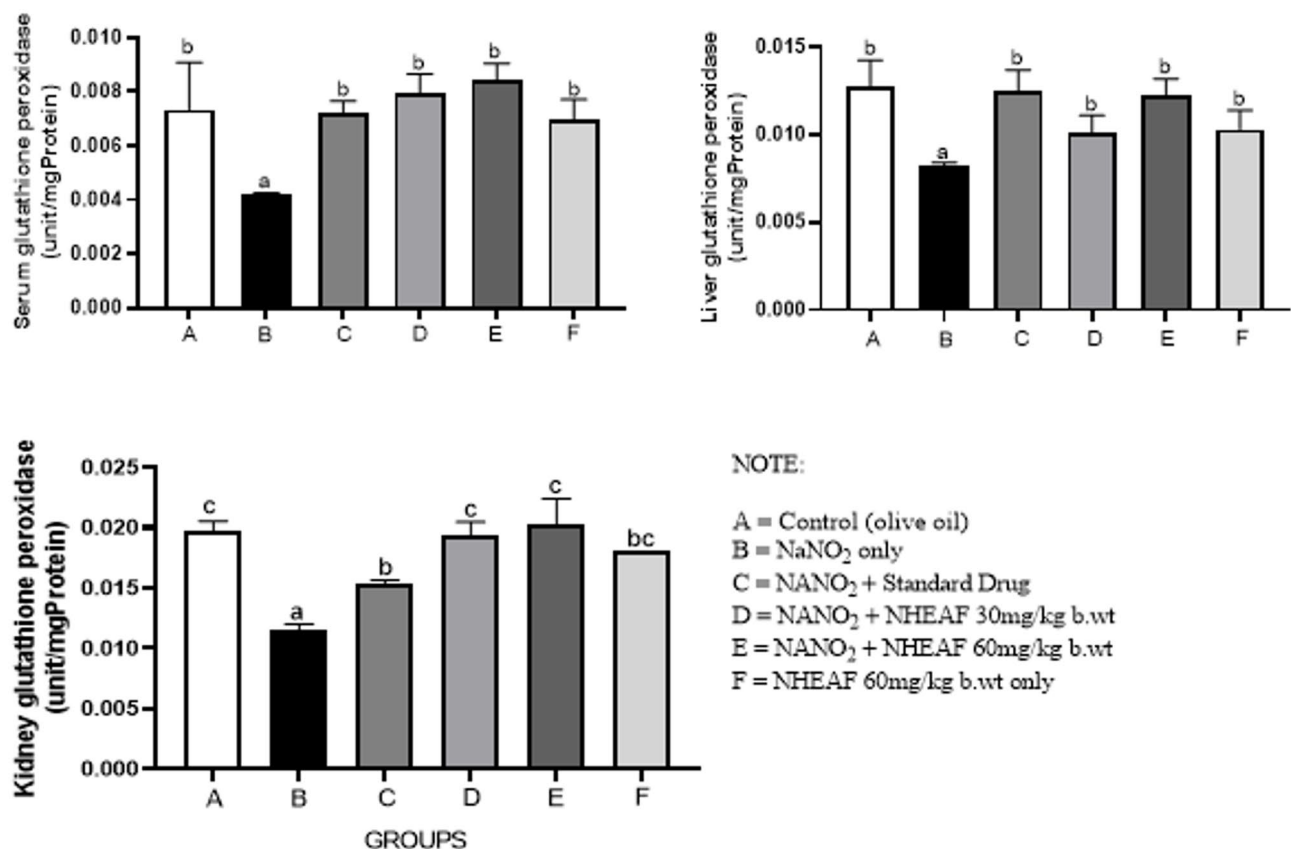 Serum glutathione peroxidase
(unit/mgProtein)
0.010
0.008
0.006
0.004
0.002
0.000
b
a
b
b
b
b
A B C D E F
Liver glutathione peroxidase
(unit/mgProtein)
0.015
0.010
0.005
0.000
b
a
b
b
b
b
A B C D E F
Kidney glutathione peroxidase
(unit/mgProtein)
0.025
0.020
0.015
0.010
0.005
0.000
c
a
b
c
c
bc
A B C D E F
GROUPS
NOTE:
A = Control (olive oil)
B = NaNO₂ only
C = NANO₂ + Standard Drug
D = NANO₂ + NHEAF 30mg/kg b.wt
E = NANO₂ + NHEAF 60mg/kg b.wt
F = NHEAF 60mg/kg b.wt only